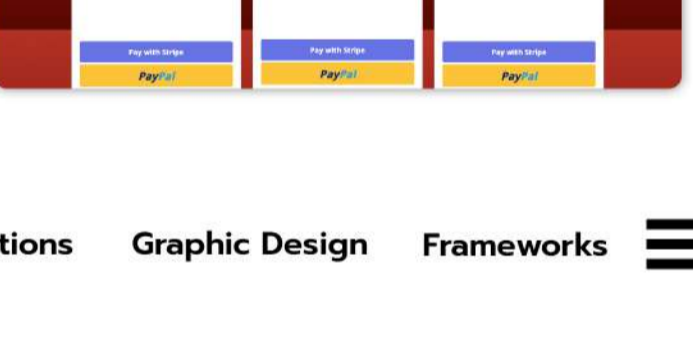 Pay with Stripe Pay with Stripe Pay with Stripe
PayPal PayPal PayPal
tions Graphic Design Frameworks